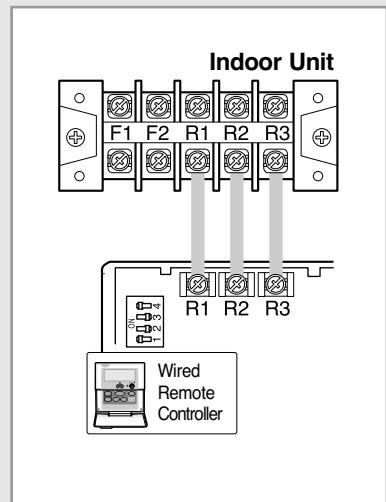 Indoor Unit
F1 F2 R1 R2 R3
R1 R2 R3
ON
1 2 3 4
Wired
Remote
Controller